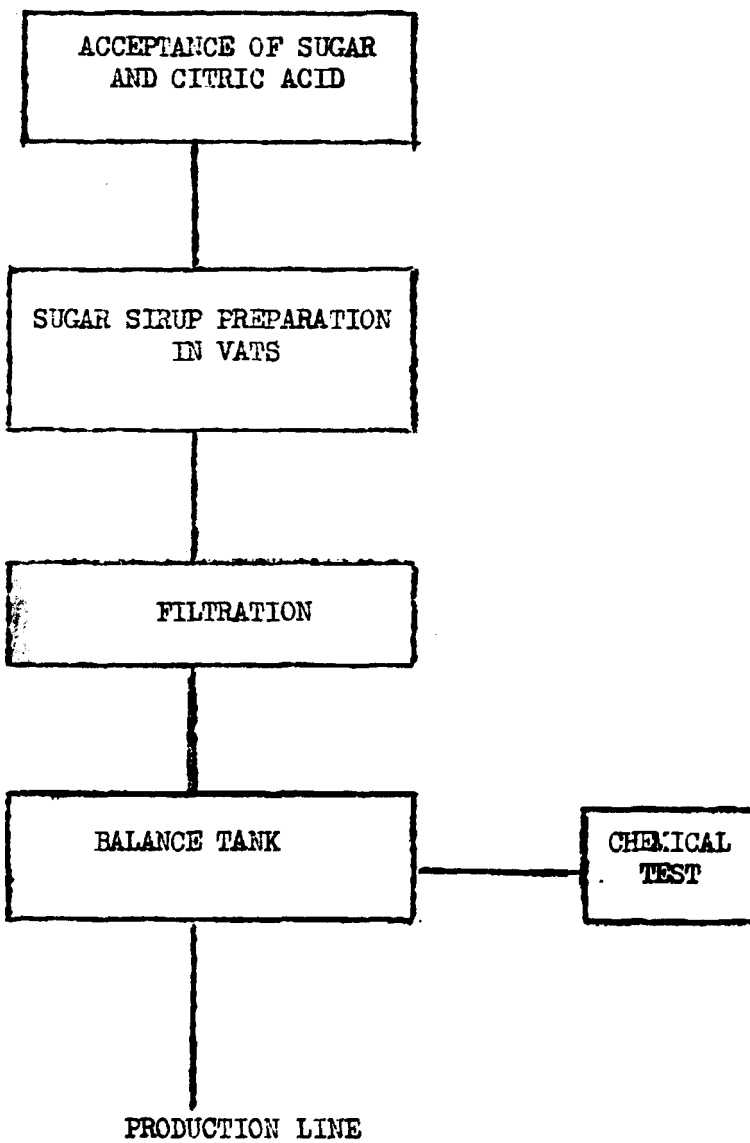 ACCEPTANCE OF SUGAR
AND CITRIC ACID
SUGAR SIRUP PREPARATION
IN VATS
FILTRATION
BALANCE TANK
CHEMICAL
TEST
PRODUCTION LINE